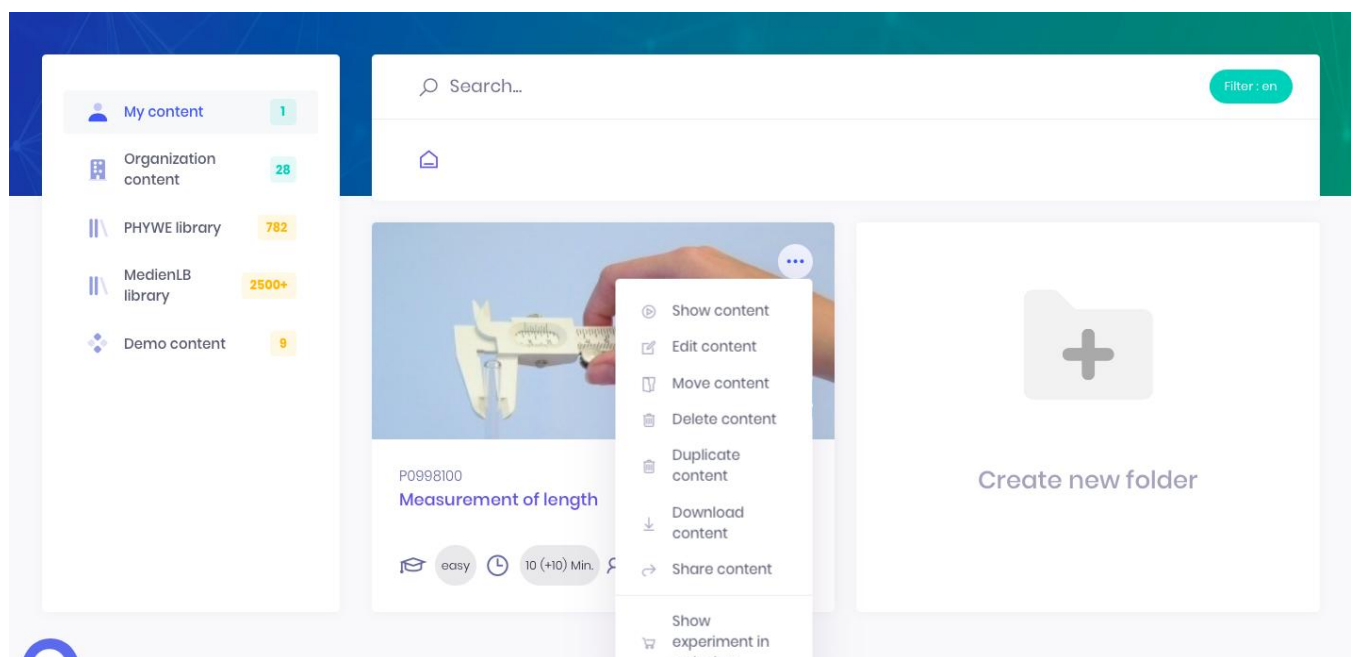 Search...
Filter : en
My content
1
Organization
content
28
PHYWE library
782
MedienLB
library
2500+
Demo content
9
Show content
Edit content
Move content
Delete content
Duplicate
content
Download
content
Share content
Show
experiment in
P0998100
Measurement of length
easy
10 (+10) Min.
Create new folder